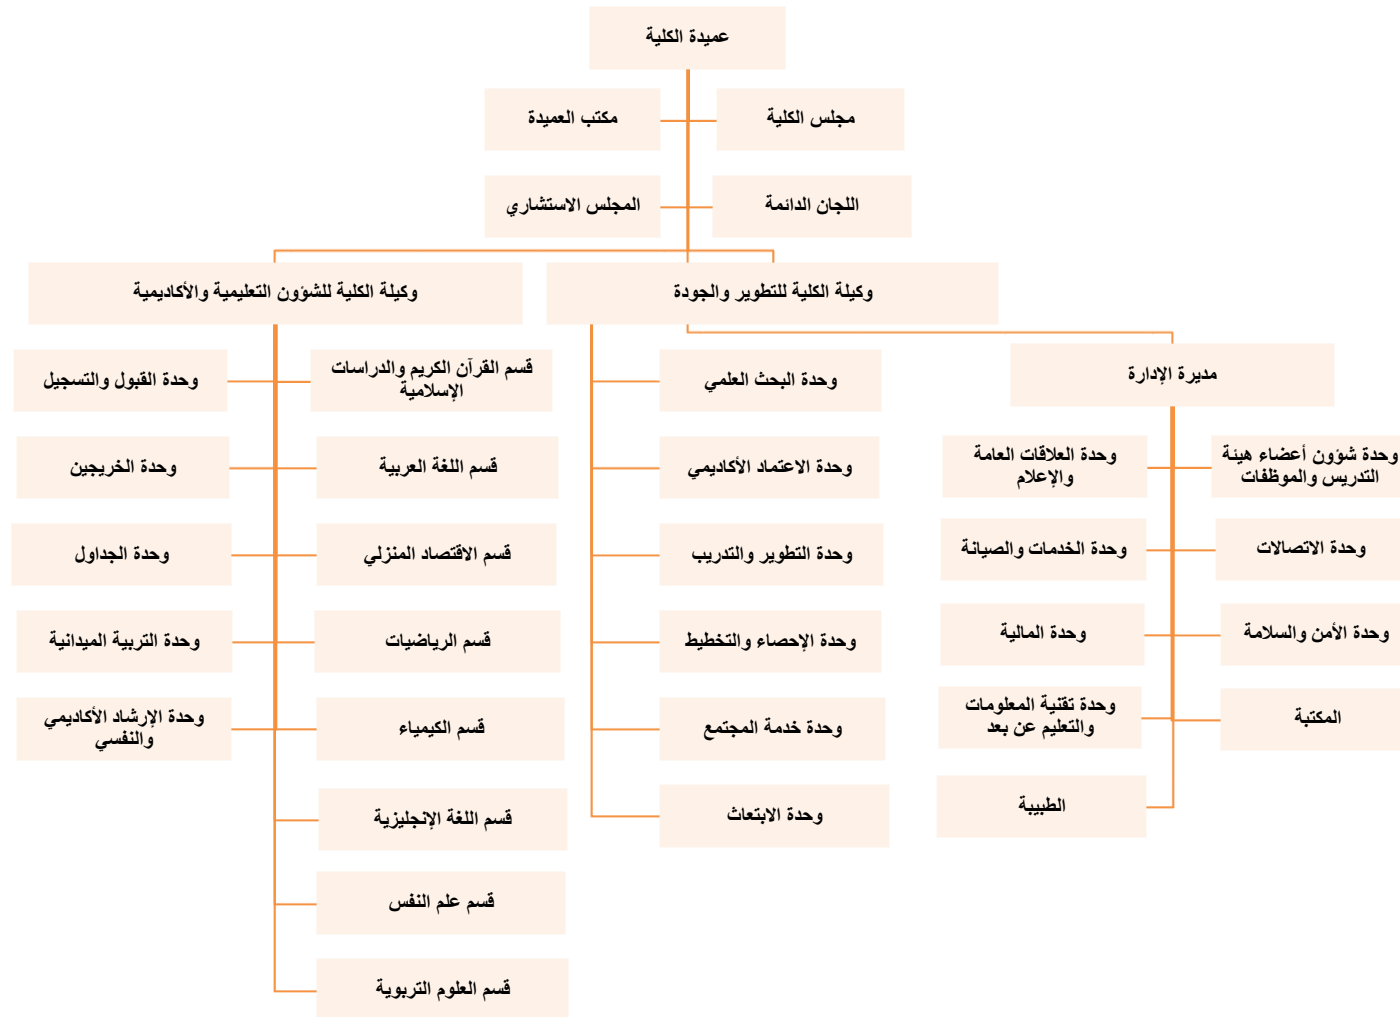 عميدة الكلية
مجلس الكلية
مكتب العميدة
اللجان الدائمة
المجلس الاستشاري
وكيلة الكلية للتطوير والجودة
وكيلة الكلية للشؤون التعليمية والأكاديمية
مديرة الإدارة
وحدة شؤون أعضاء هيئة
التدريس والموظفات
وحدة العلاقات العامة
والإعلام
وحدة الاتصالات
وحدة الخدمات والصيانة
وحدة الأمن والسلامة
وحدة المالية
المكتبة
وحدة تقنية المعلومات
والتعليم عن بعد
الطبيبة
وحدة البحث العلمي
وحدة الاعتماد الأكاديمي
وحدة التطوير والتدريب
وحدة الإحصاء والتخطيط
وحدة خدمة المجتمع
وحدة الابتعاث
قسم القرآن الكريم والدراسات
الإسلامية
وحدة القبول والتسجيل
قسم اللغة العربية
وحدة الخريجين
قسم الاقتصاد المنزلي
وحدة الجداول
قسم الرياضيات
وحدة التربية الميدانية
قسم الكيمياء
وحدة الإرشاد الأكاديمي
والنفسي
قسم اللغة الإنجليزية
قسم علم النفس
قسم العلوم التربوية